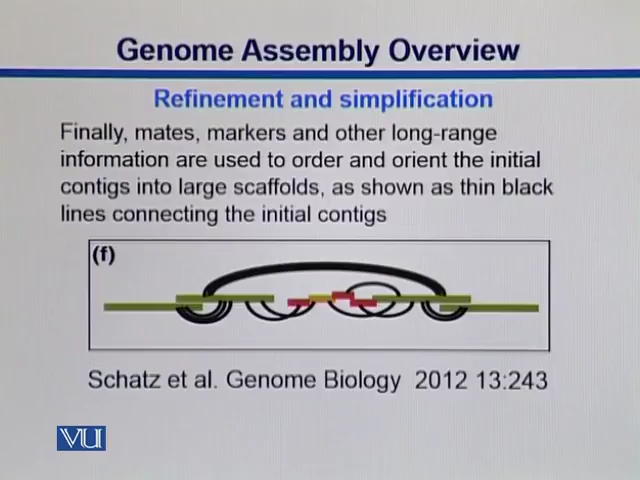 Genome Assembly Overview
Refinement and simplification
Finally, mates, markers and other long-range
information are used to order and orient the initial
contigs into large scaffolds, as shown as thin black
lines connecting the initial contigs
(f)
Schatz et al. Genome Biology 2012 13:243
VU